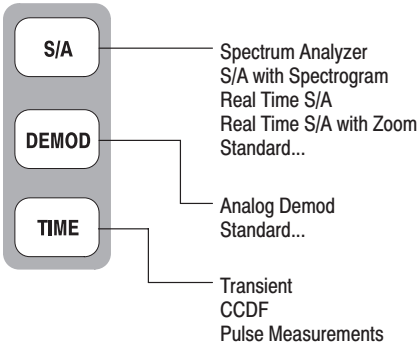 S/A
Spectrum Analyzer
S/A with Spectrogram
Real Time S/A
Real Time S/A with Zoom
Standard...
DEMOD
Analog Demod
Standard...
TIME
Transient
CCDF
Pulse Measurements